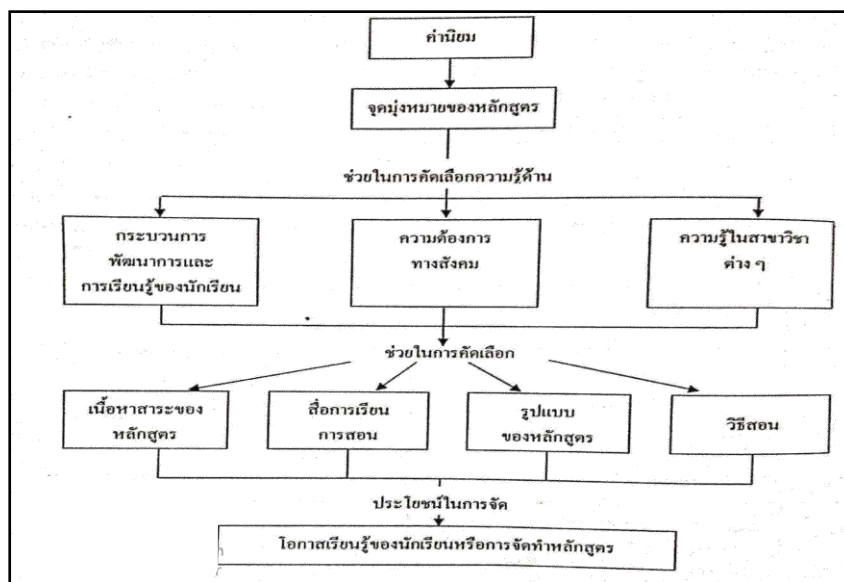 ค่านิยม
จุดมุ่งหมายของหลักสูตร
ช่วยในการคัดเลือกความรู้ด้าน
กระบวนการ
พัฒนาการและ
การเรียนรู้ของนักเรียน
ความต้องการ
ทางสังคม
ความรู้ในสาขาวิชา
ต่าง ๆ
ช่วยในการคัดเลือก
เนื้อหาสาระของ
หลักสูตร
สื่อการเรียน
การสอน
รูปแบบ
ของหลักสูตร
วิธีสอน
ประโยชน์ในการจัด
โอกาสเรียนรู้ของนักเรียนหรือการจัดทำหลักสูตร